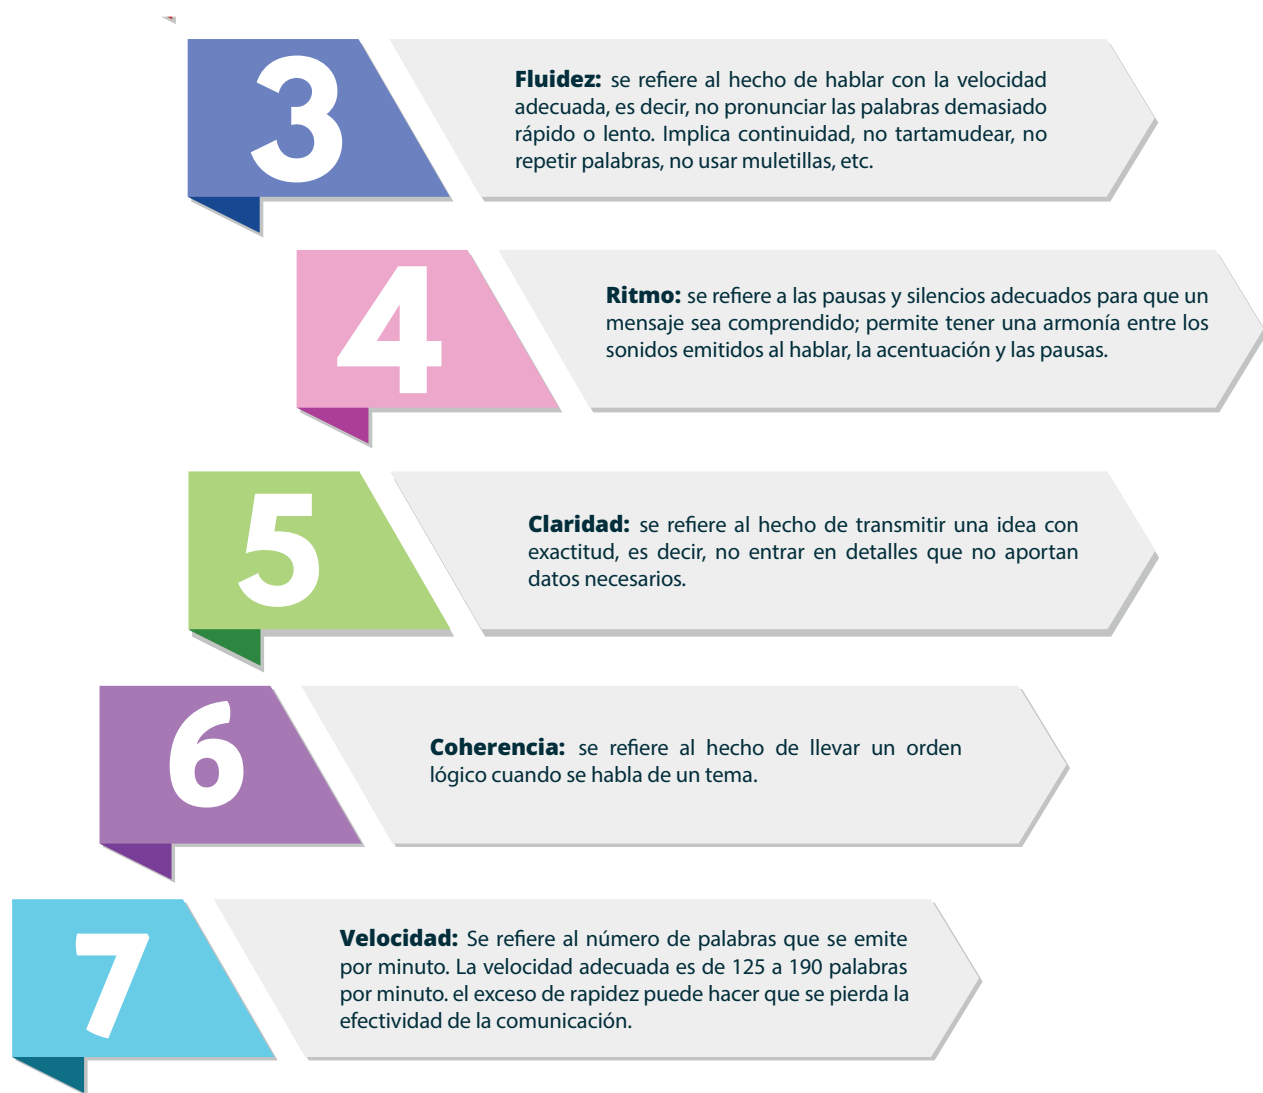 3
Fluidez: se refiere al hecho de hablar con la velocidad
adecuada, es decir, no pronunciar las palabras demasiado
rápido o lento. Implica continuidad, no tartamudear, no
repetir palabras, no usar muletillas, etc.
4
Ritmo: se refiere a las pausas y silencios adecuados para que un
mensaje sea comprendido; permite tener una armonía entre los
sonidos emitidos al hablar, la acentuación y las pausas.
5
Claridad: se refiere al hecho de transmitir una idea con
exactitud, es decir, no entrar en detalles que no aportan
datos necesarios.
6
Coherencia: se refiere al hecho de llevar un orden
lógico cuando se habla de un tema.
7
Velocidad: Se refiere al número de palabras que se emite
por minuto. La velocidad adecuada es de 125 a 190 palabras
por minuto. el exceso de rapidez puede hacer que se pierda la
efectividad de la comunicación.